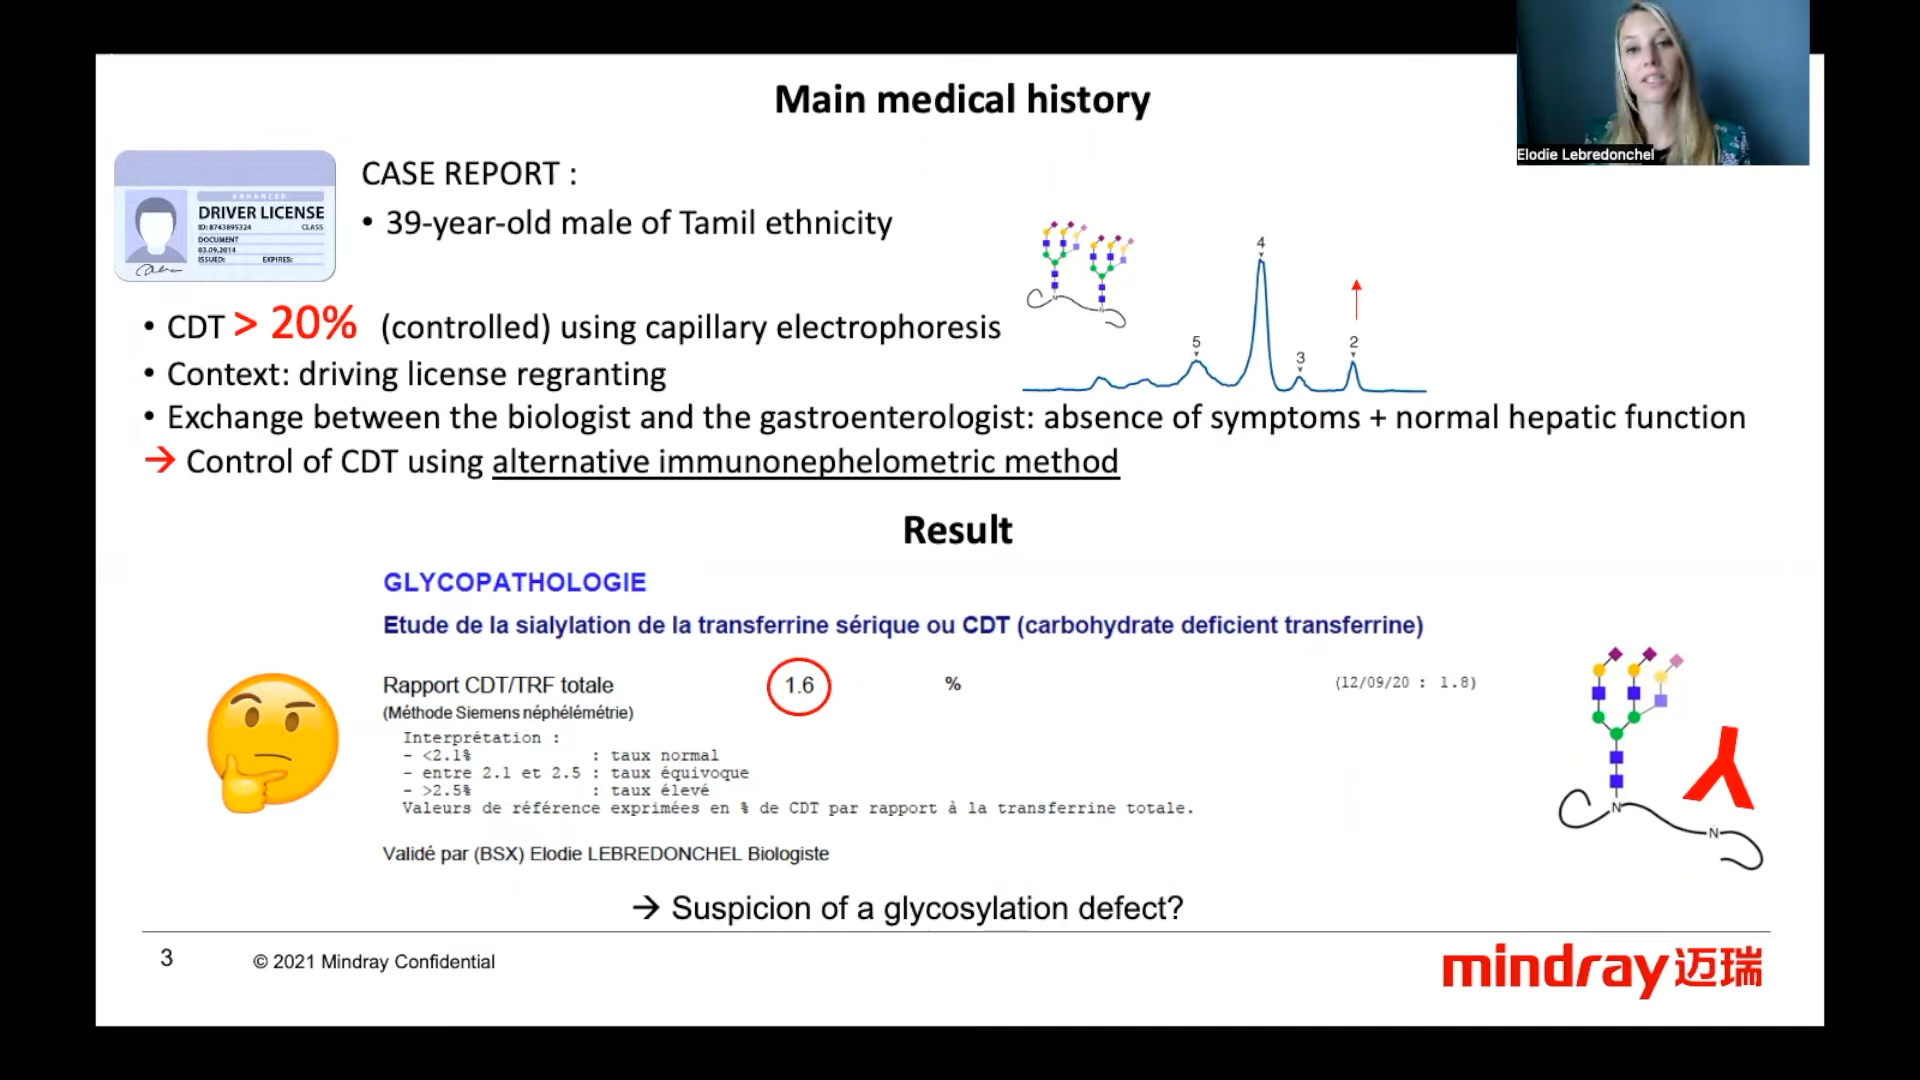 Main medical history
Elodie Lebredonchel
ENHANCED
DRIVER LICENSE
ID: 8743895324 CLASS
DOCUMENT
03.09.2014
ISSUED: EXPIRES:
CASE REPORT :
• 39-year-old male of Tamil ethnicity
• CDT > 20% (controlled) using capillary electrophoresis
• Context: driving license regranting
• Exchange between the biologist and the gastroenterologist: absence of symptoms + normal hepatic function
→ Control of CDT using alternative immunonephelometric method
5
4
3
2
N
N
Result
GLYCOPATHOLOGIE
Etude de la sialylation de la transferrine sérique ou CDT (carbohydrate deficient transferrine)
Rapport CDT/TRF totale 1.6 % (12/09/20 : 1.8)
(Méthode Siemens néphélémétrie)
Interprétation :
- <2.1% : taux normal
- entre 2.1 et 2.5 : taux équivoque
- >2.5% : taux élevé
Valeurs de référence exprimées en % de CDT par rapport à la transferrine totale.
Validé par (BSX) Elodie LEBREDONCHEL Biologiste
N
N
→ Suspicion of a glycosylation defect?
3
© 2021 Mindray Confidential
mindray迈瑞